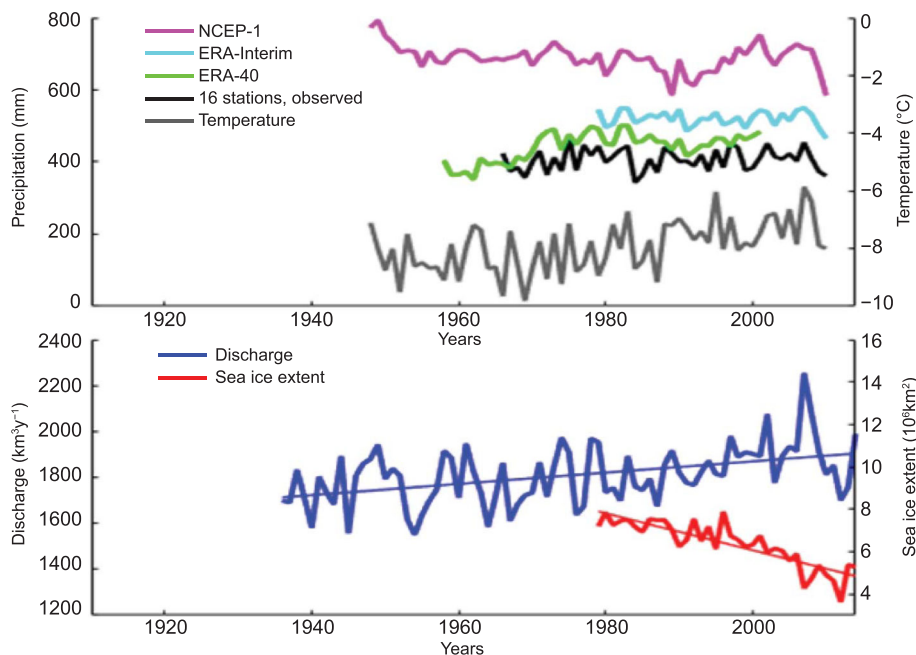 800
600
400
200
0
Precipitation (mm)
NCEP-1
ERA-Interim
ERA-40
16 stations, observed
Temperature
0
−2
−4
−6
−8
−10
Temperature (°C)
1920
1940
1960
1980
2000
Years
2400
2200
2000
1800
1600
1400
1200
Discharge (km³y⁻¹)
Discharge
Sea ice extent
16
14
12
10
8
6
4
Sea ice extent (10⁶km²)
1920
1940
1960
1980
2000
Years